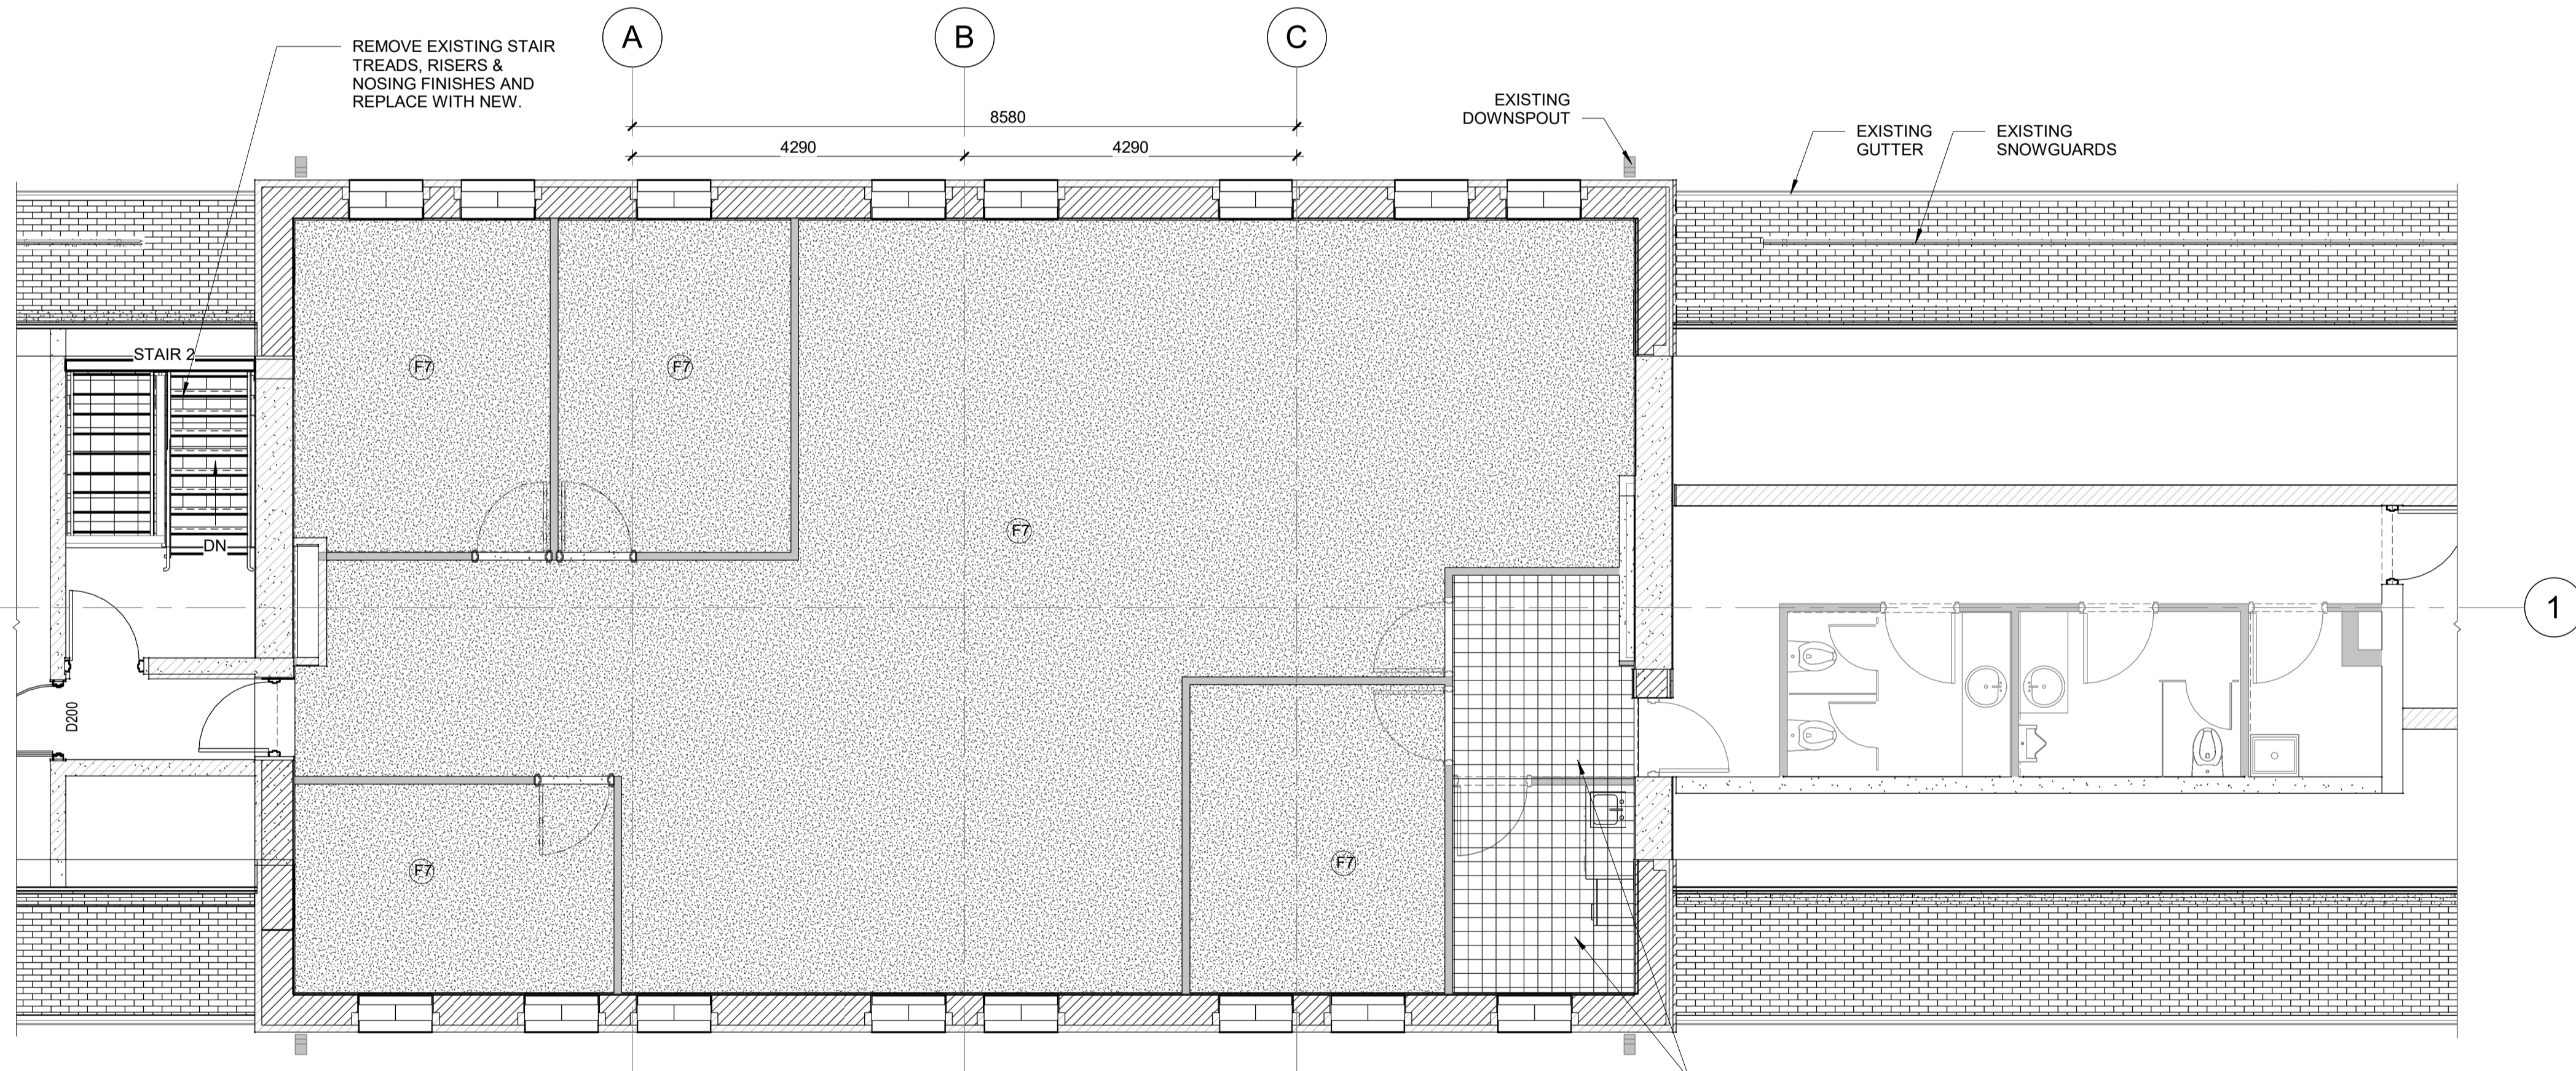 REMOVE EXISTING STAIR
TREADS, RISERS &
NOSING FINISHES AND
REPLACE WITH NEW.
A
B
C
8580
4290
4290
EXISTING
DOWNSPOUT
EXISTING
GUTTER
EXISTING
SNOWGUARDS
STAIR 2
DN
D200
F7
F7
F7
F7
F7
1